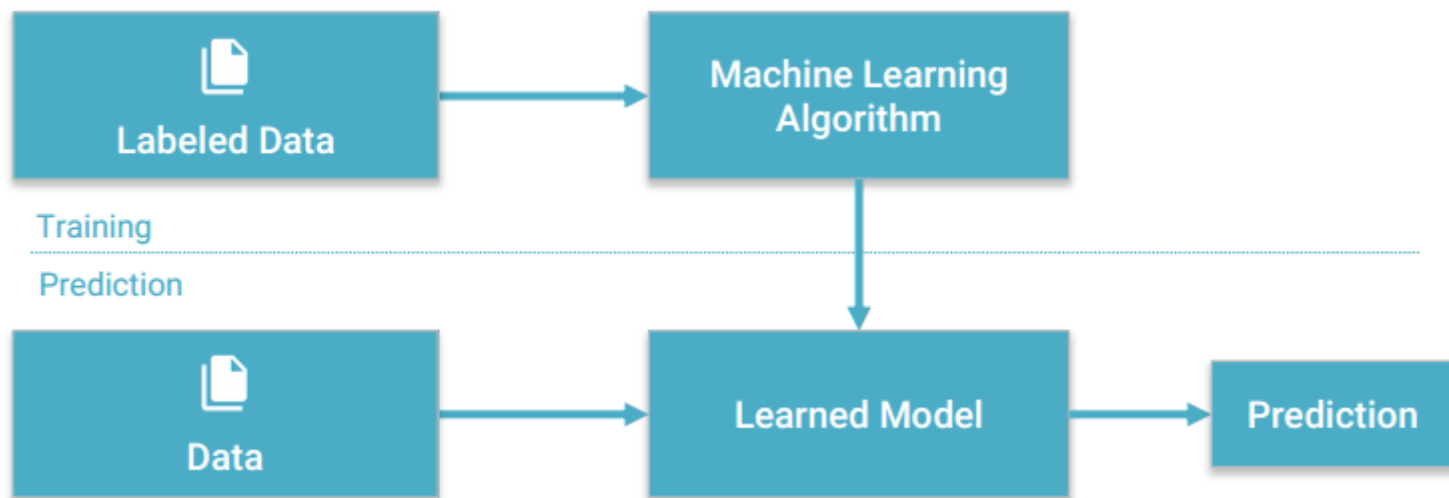 Labeled Data
Machine Learning
Algorithm
Training
Prediction
Data
Learned Model
Prediction